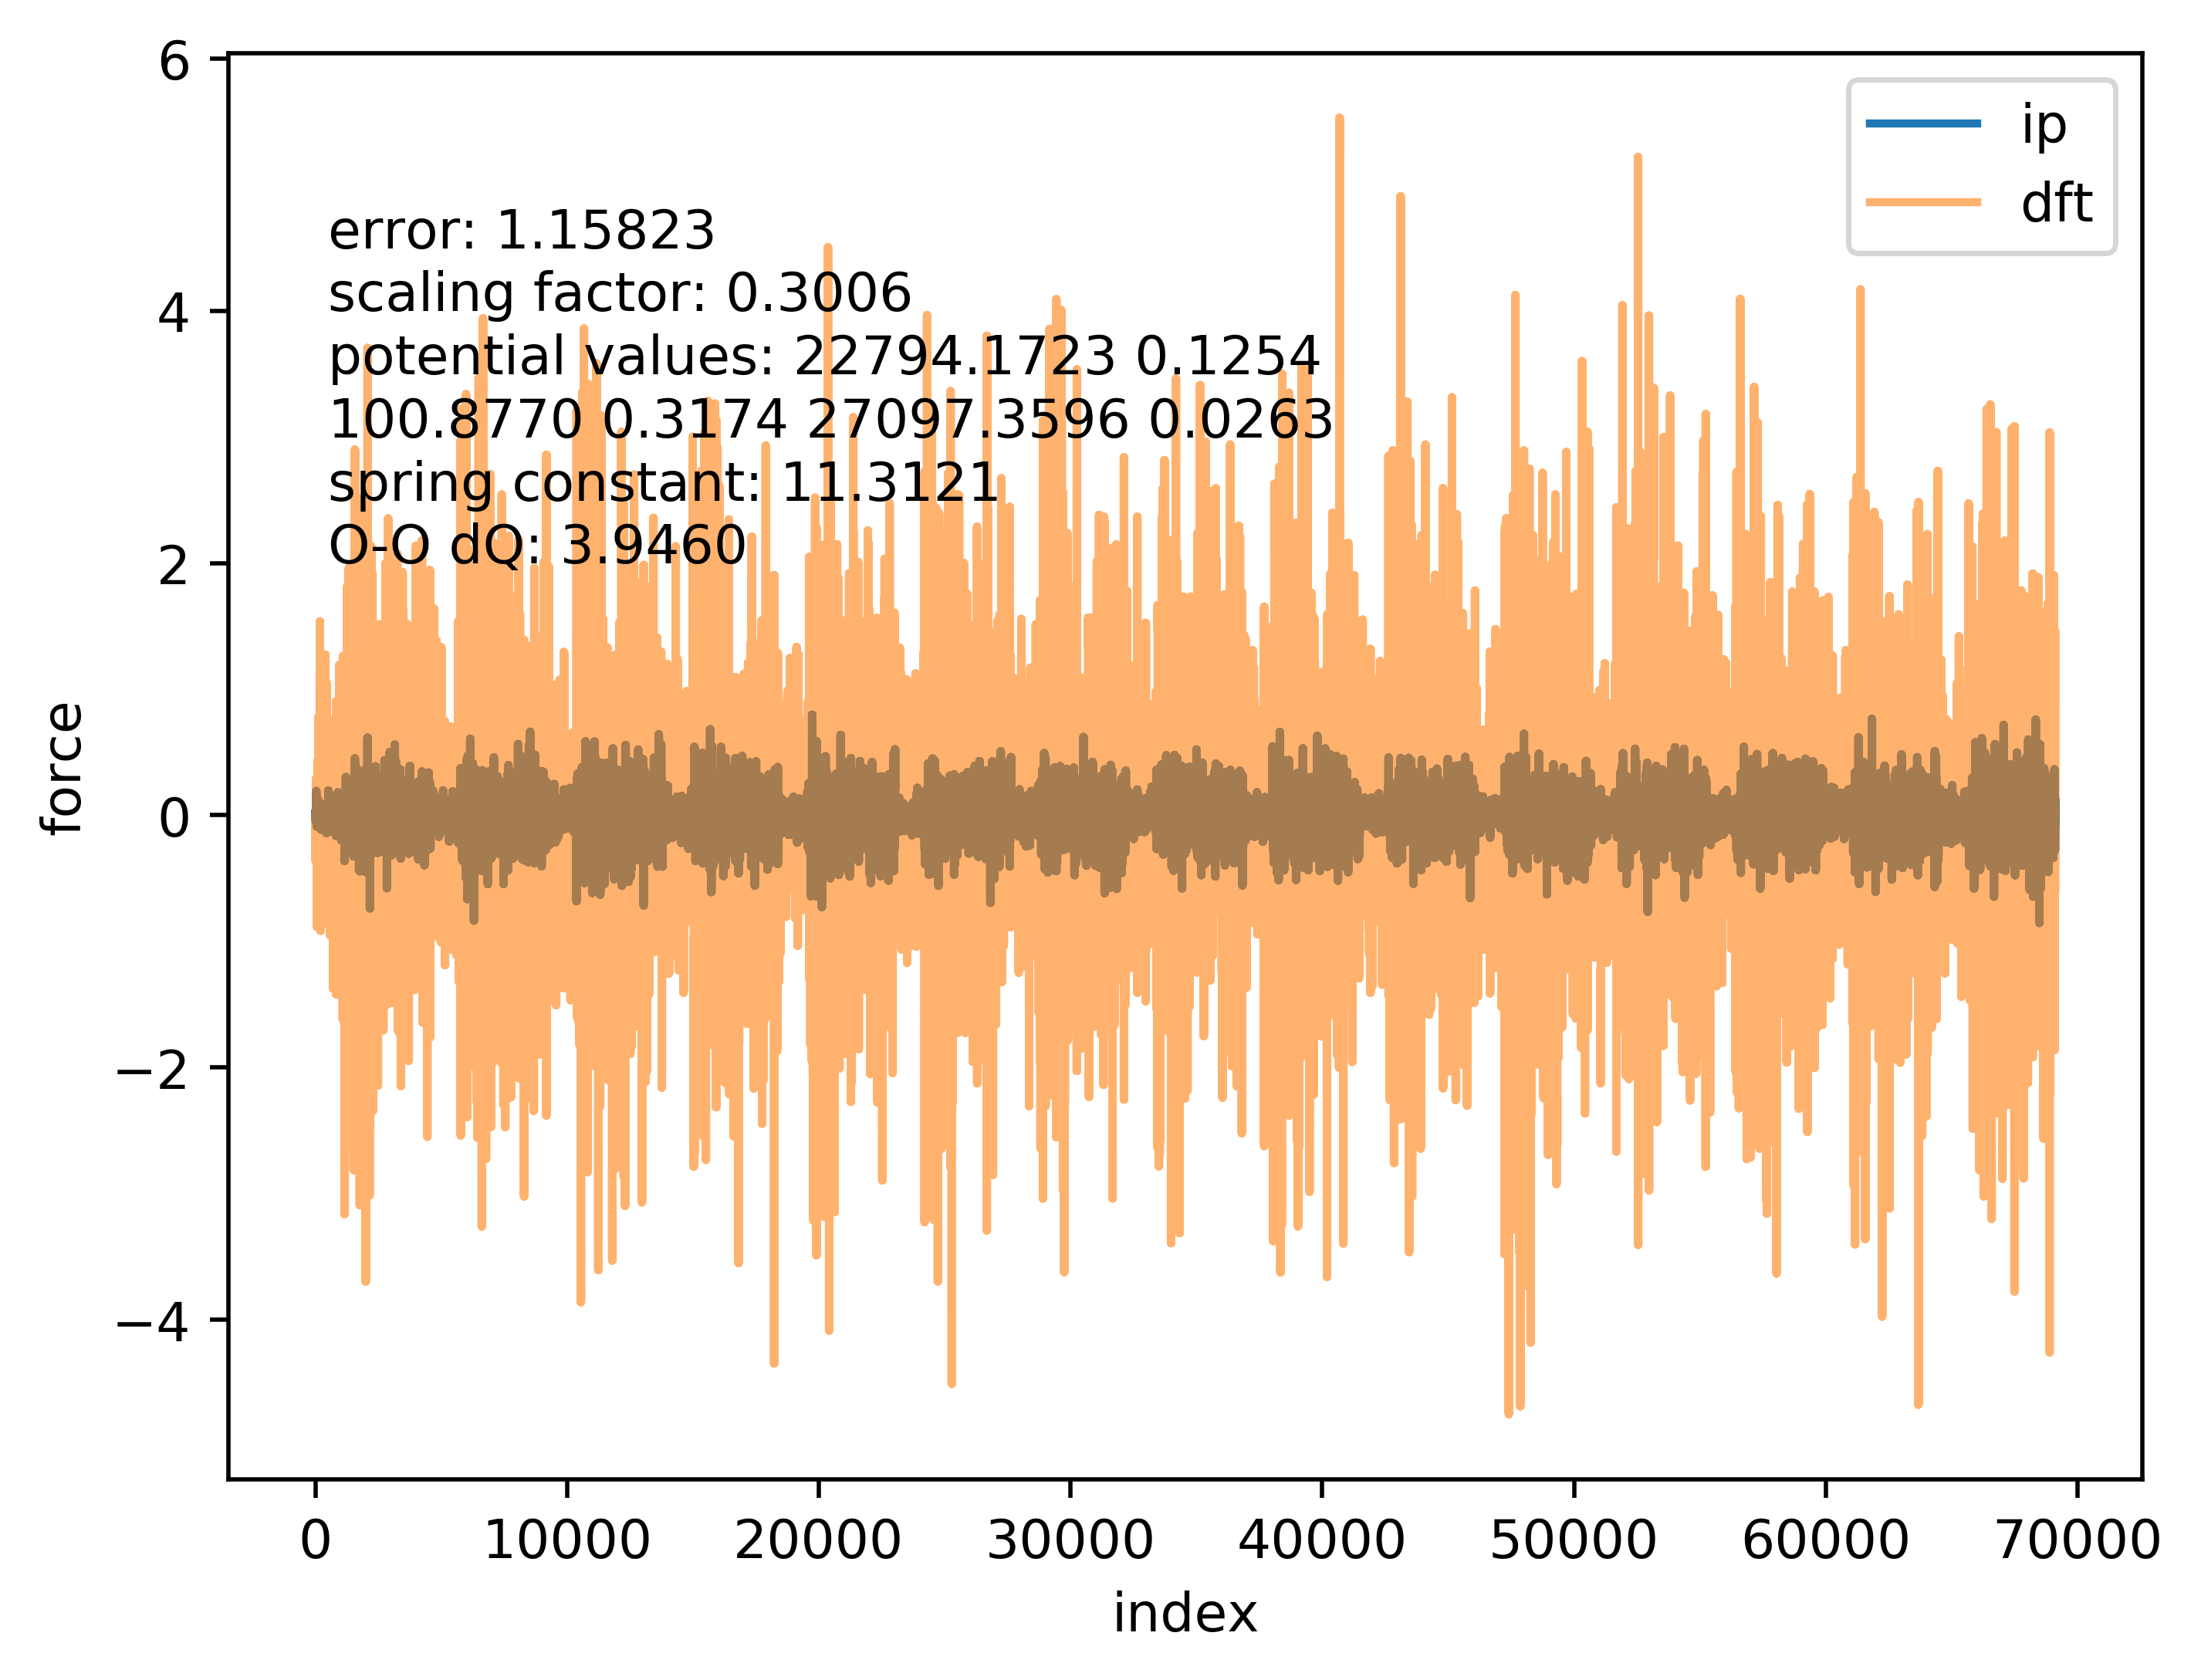 6
ip
dft
error: 1.15823
scaling factor: 0.3006
4
potential values: 22794.1723 0.1254
100.8770 0.3174 27097.3596 0.0263
spring constant: 11.3121
O-O dQ: 3.9460
2
force
0
−2
−4
0 10000 20000 30000 40000 50000 60000 70000
index